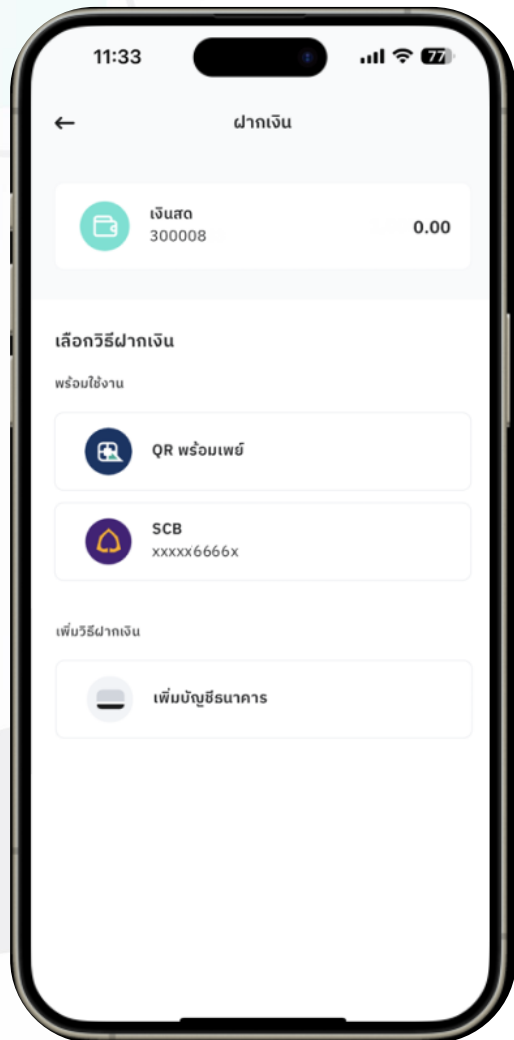 11:33
77
ฝากเงิน
เงินสด
300008
0.00
เลือกวิธีฝากเงิน
พร้อมใช้งาน
QR พร้อมเพย์
SCB
xxxxx6666x
เพิ่มวิธีฝากเงิน
เพิ่มบัญชีธนาคาร